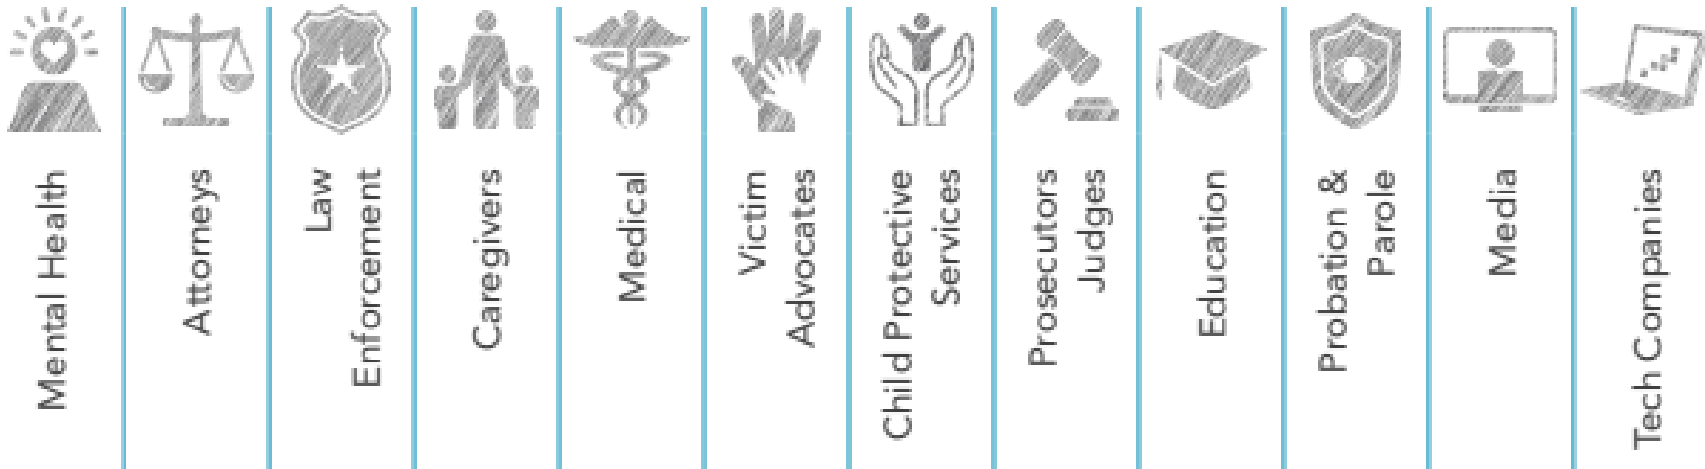 Mental Health
Attorneys
Law
Enforcement
Caregivers
Medical
Victim
Advocates
Child Protective
Services
Prosecutors
Judges
Education
Probation &
Parole
Media
Tech Companies